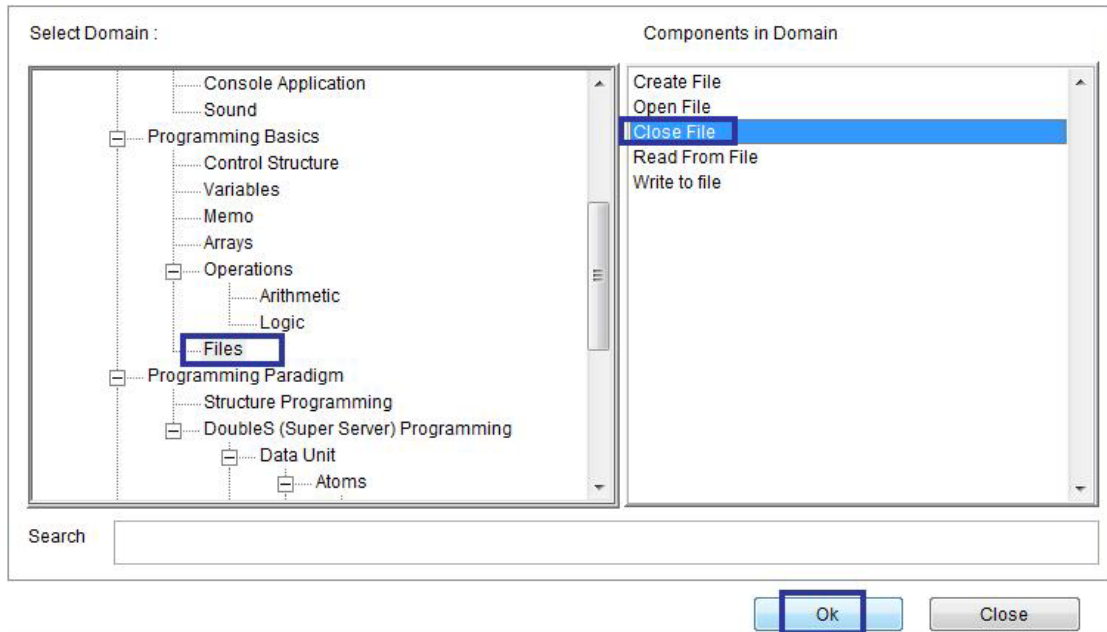 Select Domain :
Components in Domain
Console Application
Sound
Programming Basics
Control Structure
Variables
Memo
Arrays
Operations
Arithmetic
Logic
Files
Programming Paradigm
Structure Programming
DoubleS (Super Server) Programming
Data Unit
Atoms
Create File
Open File
Close File
Read From File
Write to file
Search
Ok
Close